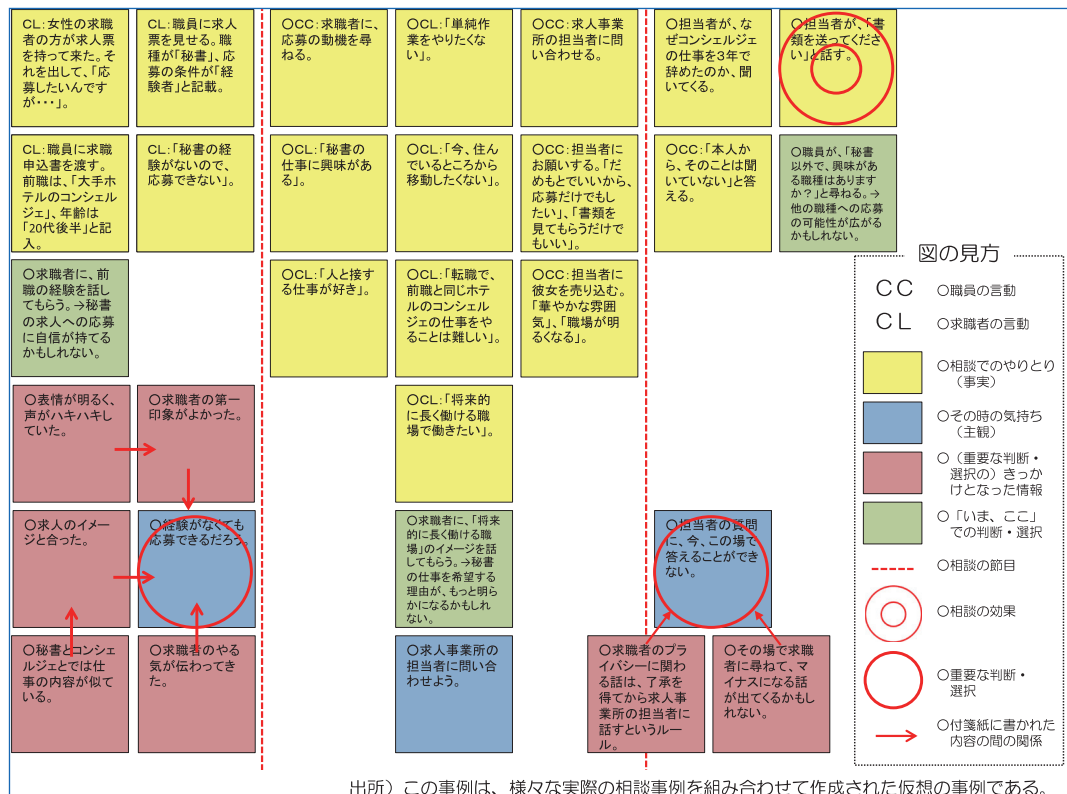 CL：女性の求職
者の方が求人票
を持って来た。そ
れを出して、「応
募したいんです
が・・・」。
CL：職員に求人
票を見せる。職
種が「秘書」、応
募の条件が「経
験者」と記載。
○CC：求職者に、
応募の動機を尋
ねる。
○CL：「単純作
業をやりたくな
い」。
○CC：求人事業
所の担当者に問
い合わせる。
○担当者が、な
ぜコンシェルジェ
の仕事を3年で
辞めたのか、聞
いてくる。
○担当者が、「書
類を送ってくださ
い」と話す。
CL：職員に求職
申込書を渡す。
前職は、「大手ホ
テルのコンシェル
ジェ」、年齢は
「20代後半」と記
入。
CL：「秘書の経
験がないので、
応募できない」。
○CL：「秘書の
仕事に興味があ
る」。
○CL：「今、住ん
でいるところから
移動したくない」。
○CC：担当者に
お願いする。「だ
めもとでいいから、
応募だけでもし
たい」、「書類を
見てもらうだけで
もいい」。
○CC：「本人か
ら、そのことは聞
いていない」と答
える。
○職員が、「秘書
以外で、興味があ
る職種はあります
か？」と尋ねる。→
他の職種への応募
の可能性が広がる
かもしれない。
○求職者に、前
職の経験を話し
てもらう。→秘書
の求人への応募
に自信が持てる
かもしれない。
○CL：「人と接す
る仕事が好き」。
○CL：「転職で、
前職と同じホテ
ルのコンシェル
ジェの仕事をや
ることは難しい」。
○CC：担当者に
彼女を売り込む。
「華やかな雰囲
気」、「職場が明
るくなる」。
○表情が明るく、
声がハキハキし
ていた。
○求職者の第一
印象がよかった。
○CL：「将来的
に長く働ける職
場で働きたい」。
○求人のイメー
ジと合った。
○経験がなくても
応募できるだろう。
○求職者に、「将来
的に長く働ける職
場」のイメージを話
してもらう。→秘書
の仕事を希望する
理由が、もっと明ら
かになるかもしれ
ない。
○担当者の質問
に、今、この場で
答えることができ
ない。
○秘書とコンシェ
ルジェとでは仕
事の内容が似て
いる。
○求職者のやる
気が伝わってき
た。
○求人事業所の
担当者に問い合
わせよう。
○求職者のプラ
イバシーに関わ
る話は、了承を
得てから求人事
業所の担当者に
話すというルー
ル。
○その場で求職
者に尋ねて、マ
イナスになる話
が出てくるかもし
れない。
図の見方
CC ○職員の言動
CL ○求職者の言動
○相談でのやりとり
（事実）
○その時の気持ち
（主観）
○（重要な判断・
選択の）きっか
けとなった情報
○「いま、ここ」
での判断・選択
○相談の節目
○相談の効果
○重要な判断・
選択
○付箋紙に書かれた
内容の間の関係
出所）この事例は、様々な実際の相談事例を組み合わせて作成された仮想の事例である。